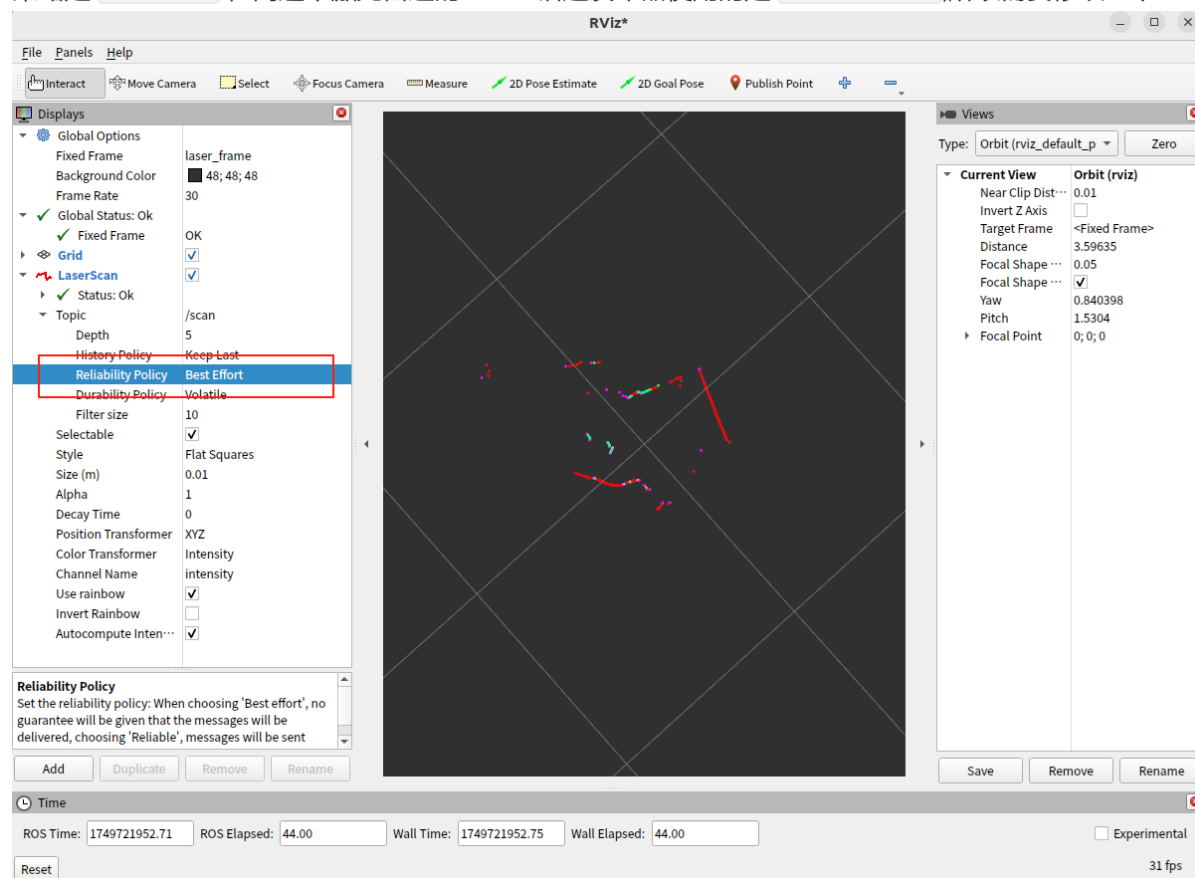 RViz*
File Panels Help
Interact Move Camera Select Focus Camera Measure 2D Pose Estimate 2D Goal Pose Publish Point
Displays
Global Options
Fixed Frame laser_frame
Background Color 48; 48; 48
Frame Rate 30
Global Status: Ok
Fixed Frame OK
Grid
LaserScan
Status: Ok
Topic /scan
Depth 5
History Policy Keep Last
Reliability Policy Best Effort
Durability Policy Volatile
Filter size 10
Selectable
Style Flat Squares
Size (m) 0.01
Alpha 1
Decay Time 0
Position Transformer XYZ
Color Transformer Intensity
Channel Name intensity
Use rainbow
Invert Rainbow
Autocompute Inten···
Reliability Policy
Set the reliability policy: When choosing 'Best effort', no
guarantee will be given that the messages will be
delivered, choosing 'Reliable', messages will be sent
Add Duplicate Remove Rename
Views
Type: Orbit (rviz_default_p Zero
Current View Orbit (rviz)
Near Clip Dist··· 0.01
Invert Z Axis
Target Frame <Fixed Frame>
Distance 3.59635
Focal Shape ··· 0.05
Focal Shape ···
Yaw 0.840398
Pitch 1.5304
Focal Point 0; 0; 0
Save Remove Rename
Time
ROS Time: 1749721952.71 ROS Elapsed: 44.00 Wall Time: 1749721952.75 Wall Elapsed: 44.00 Experimental
Reset 31 fps